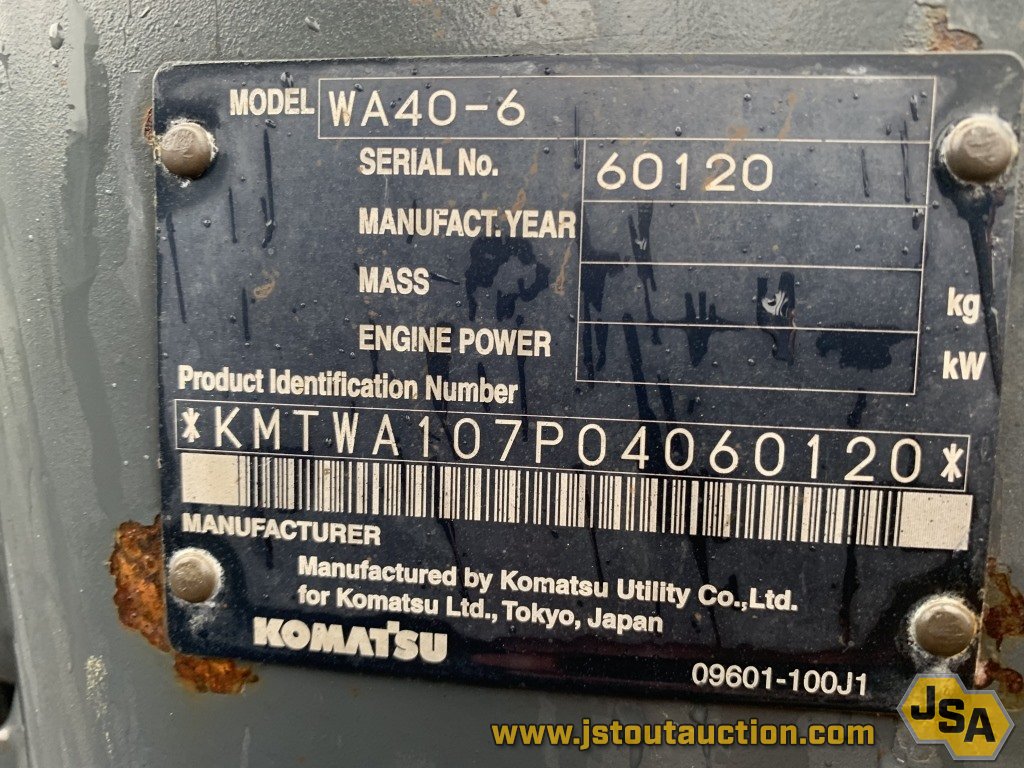 MODEL WA40-6
SERIAL No. 60120
MANUFACT. YEAR
MASS kg
ENGINE POWER kW
Product Identification Number
*KMTWA107P04060120*
MANUFACTURER
Manufactured by Komatsu Utility Co.,Ltd.
for Komatsu Ltd., Tokyo, Japan
KOMATSU
09601-100J1
JSA
www.jstoutauction.com